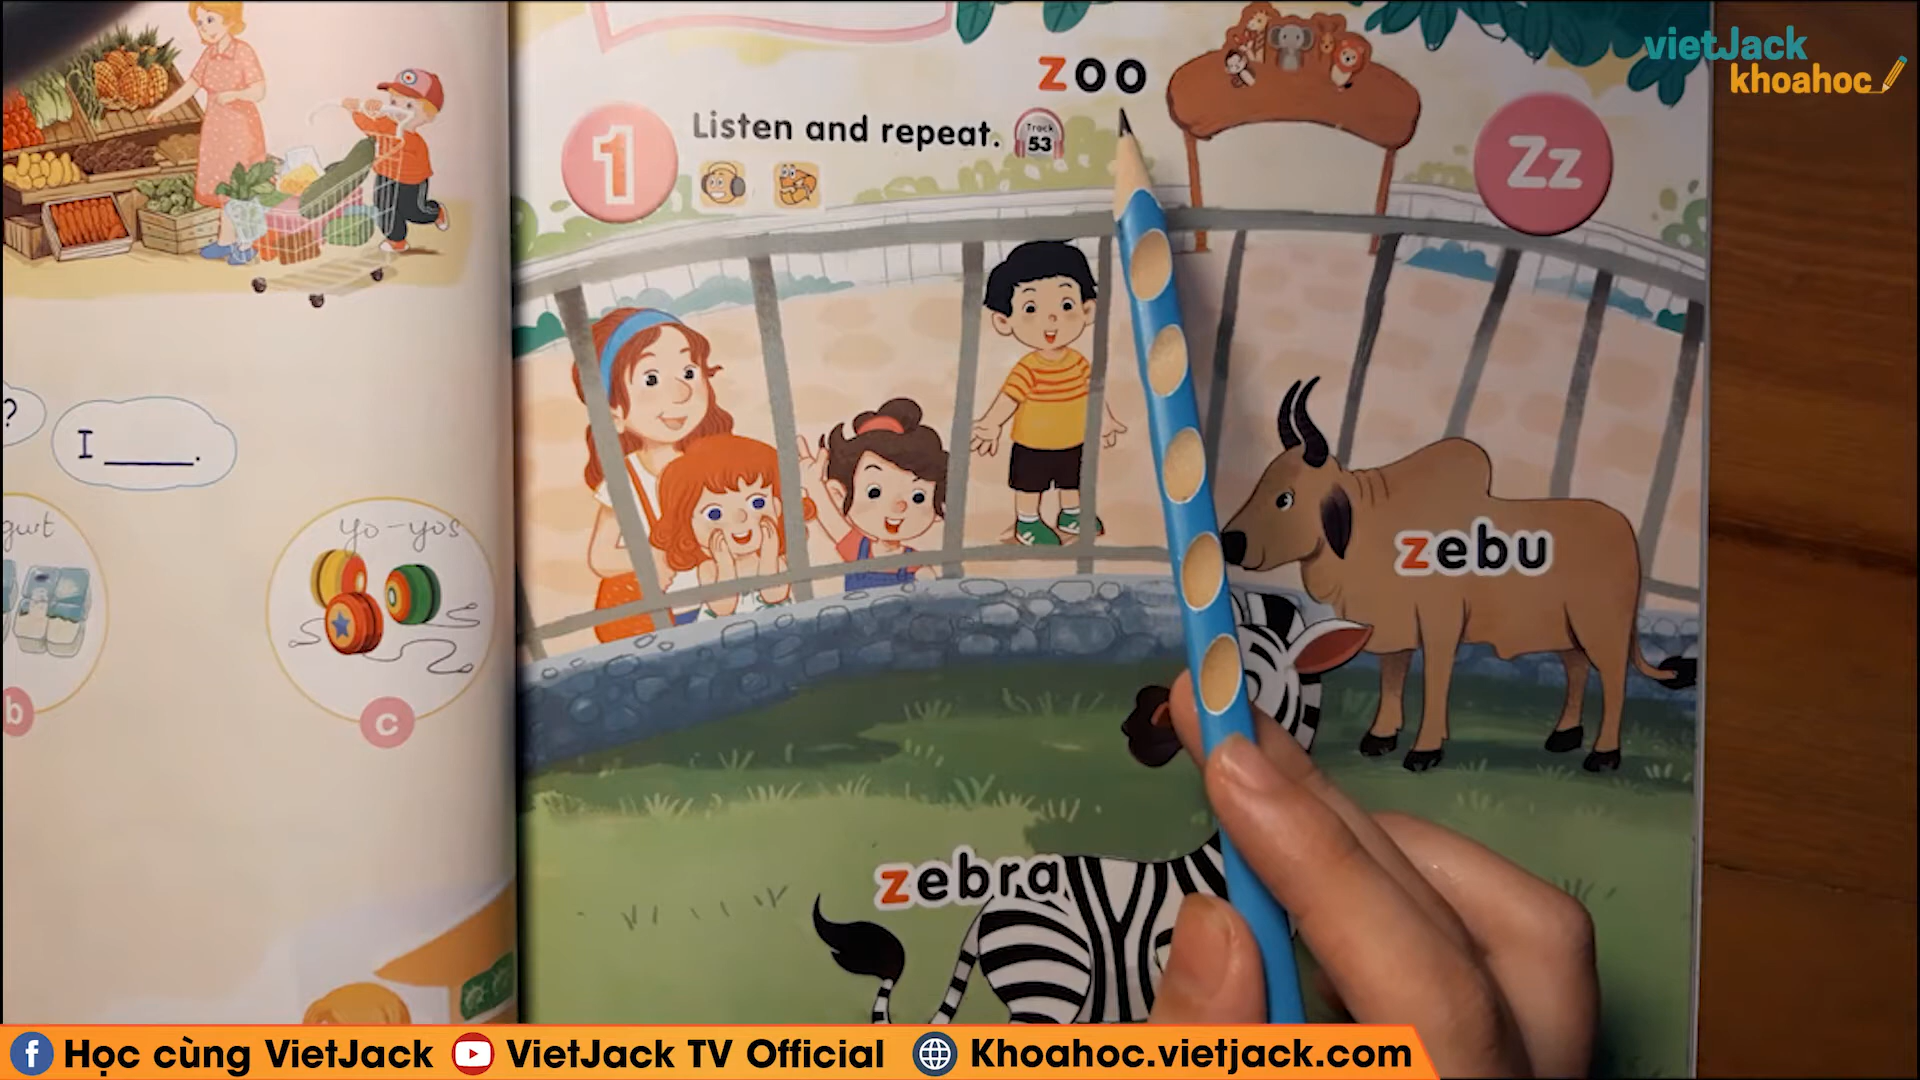 vietJack
khoahoc
zoo
1
Listen and repeat.
Track
53
Zz
?
I ______.
yo-yos
zebu
b
c
zebra
Học cùng VietJack
VietJack TV Official
Khoahoc.vietjack.com